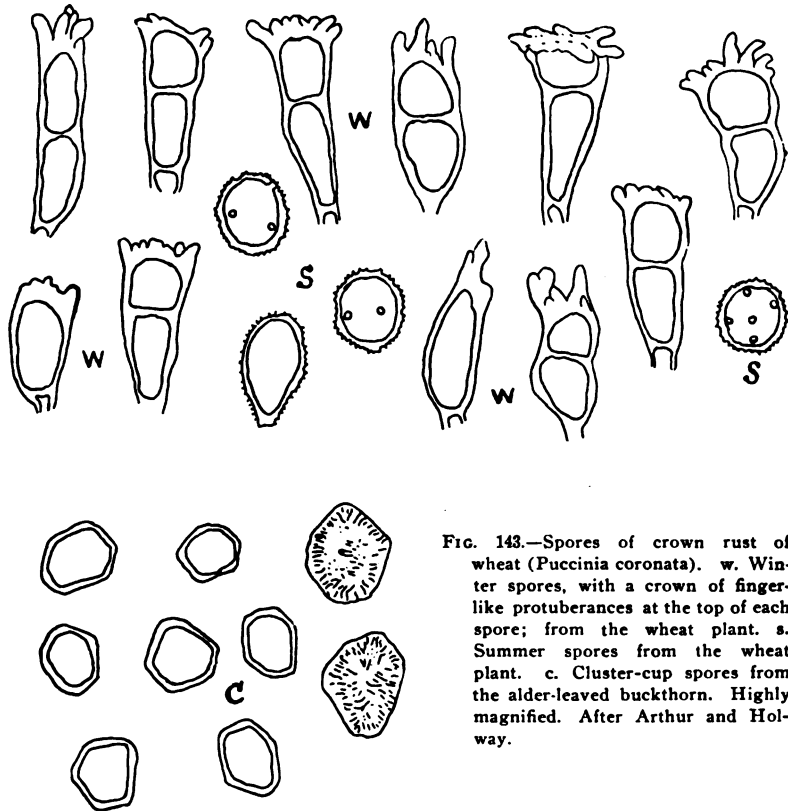 w
s
s
w
w
c
FIG. 143.—Spores of crown rust of
wheat (Puccinia coronata). w. Win-
ter spores, with a crown of finger-
like protuberances at the top of each
spore; from the wheat plant. s.
Summer spores from the wheat
plant. c. Cluster-cup spores from
the alder-leaved buckthorn. Highly
magnified. After Arthur and Hol-
way.